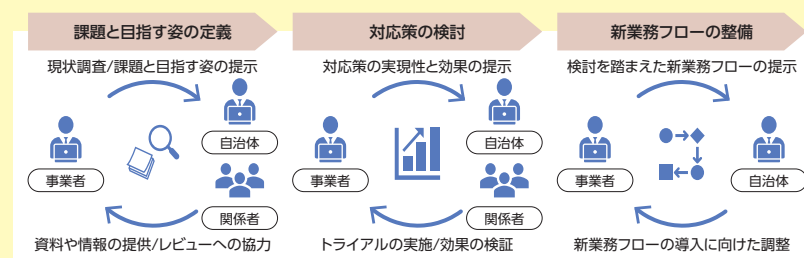 課題と目指す姿の定義
現状調査/課題と目指す姿の提示
事業者
自治体
関係者
資料や情報の提供/レビューへの協力
対応策の検討
対応策の実現性と効果の提示
事業者
自治体
関係者
トライアルの実施/効果の検証
新業務フローの整備
検討を踏まえた新業務フローの提示
事業者
自治体
新業務フローの導入に向けた調整